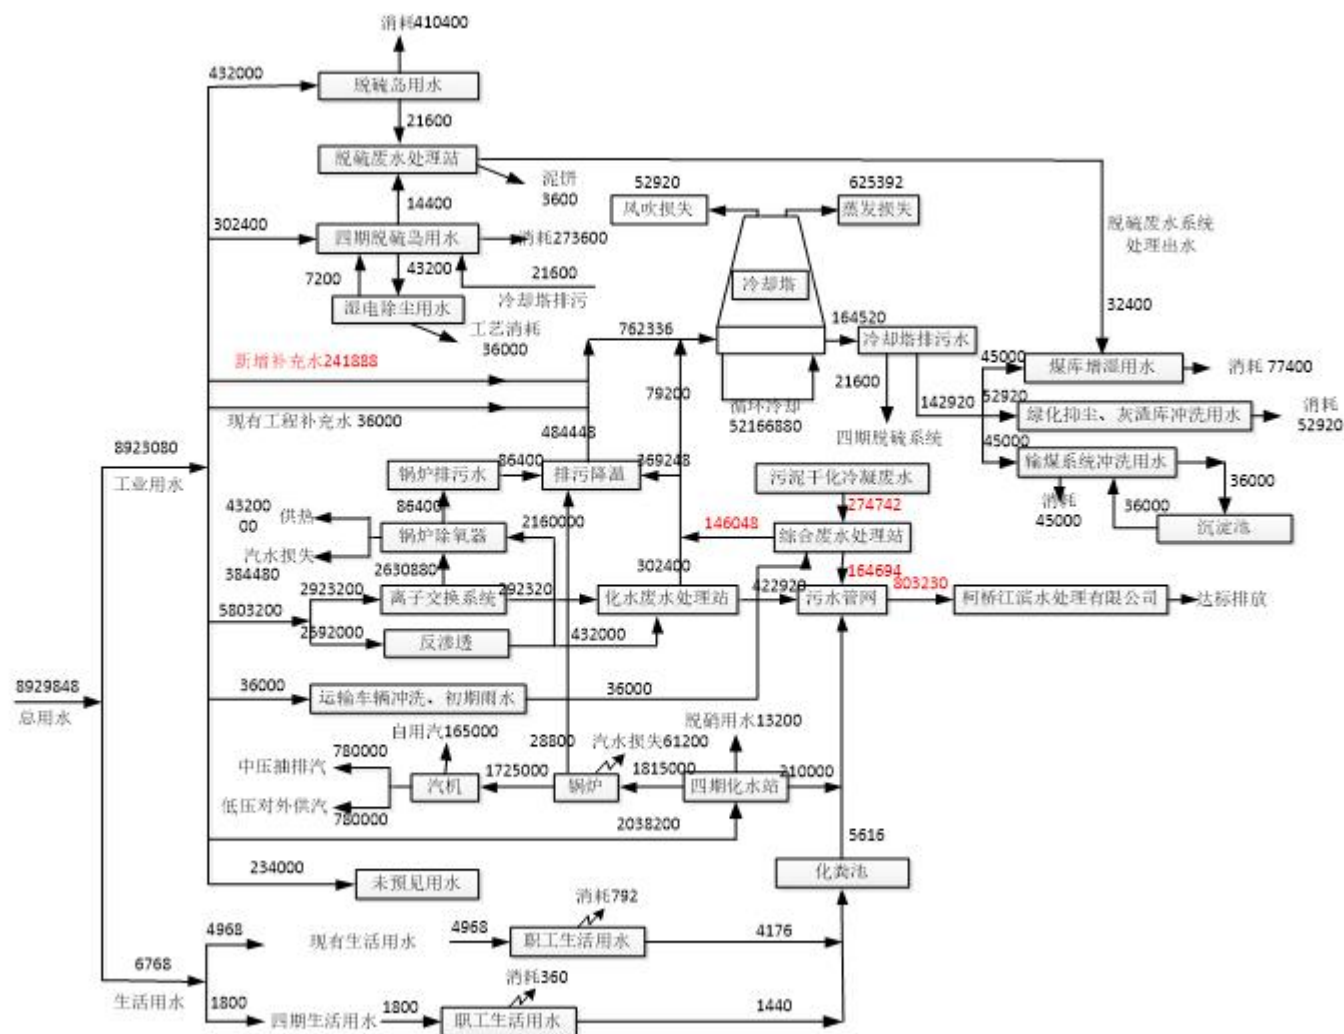 消耗410400
432000
脱硫岛用水
21600
脱硫废水处理站
泥饼
3600
14400
302400
四期脱硫岛用水
消耗273600
7200
43200
21600
冷却塔排污
湿电除尘用水
工艺消耗
36000
52920
625392
风吹损失
蒸发损失
冷却塔
脱硫废水系统
处理出水
32400
762336
164520
冷却塔排污水
新增补充水241888
79200
循环冷却
52166880
21600
142920
四期脱硫系统
45000
煤库增湿用水
消耗 77400
52920
绿化抑尘、灰渣库冲洗用水
消耗
52920
45000
输煤系统冲洗用水
36000
消耗
45000
36000
沉淀池
现有工程补充水 36000
484448
8923080
工业用水
锅炉排污水
86400
排污降温
269248
污泥干化冷凝废水
274742
86400
43200
00
供热
锅炉除氧器
2160000
146048
综合废水处理站
汽水损失
384480
2630880
302400
164694
2923200
离子交换系统
292320
化水废水处理站
422920
污水管网
803230
柯桥江滨水处理有限公司
达标排放
5803200
2592000
反渗透
432000
8929848
总用水
36000
运输车辆冲洗、初期雨水
36000
自用汽165000
28800
汽水损失61200
脱硝用水13200
780000
中压抽排汽
汽机
1725000
锅炉
1815000
四期化水站
210000
低压对外供汽
780000
2038200
5616
234000
未预见用水
化粪池
消耗792
4968
现有生活用水
4968
职工生活用水
4176
6768
生活用水
消耗360
1800
四期生活用水
1800
职工生活用水
1440